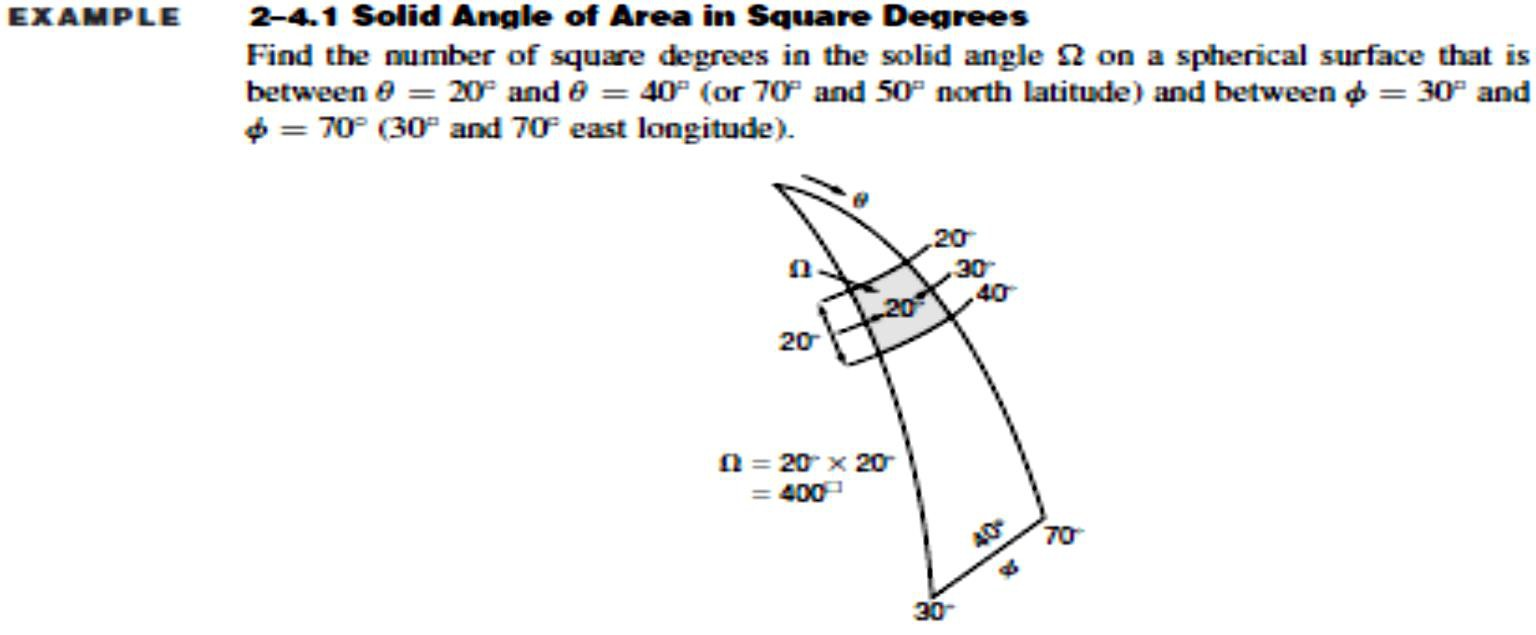 EXAMPLE 2–4.1 Solid Angle of Area in Square Degrees
Find the number of square degrees in the solid angle Ω on a spherical surface that is
between θ = 20° and θ = 40° (or 70° and 50° north latitude) and between ϕ = 30° and
ϕ = 70° (30° and 70° east longitude).
θ
20°
Ω
30°
40°
20°
20°
Ω = 20° × 20°
= 400□
40°
70°
ϕ
30°